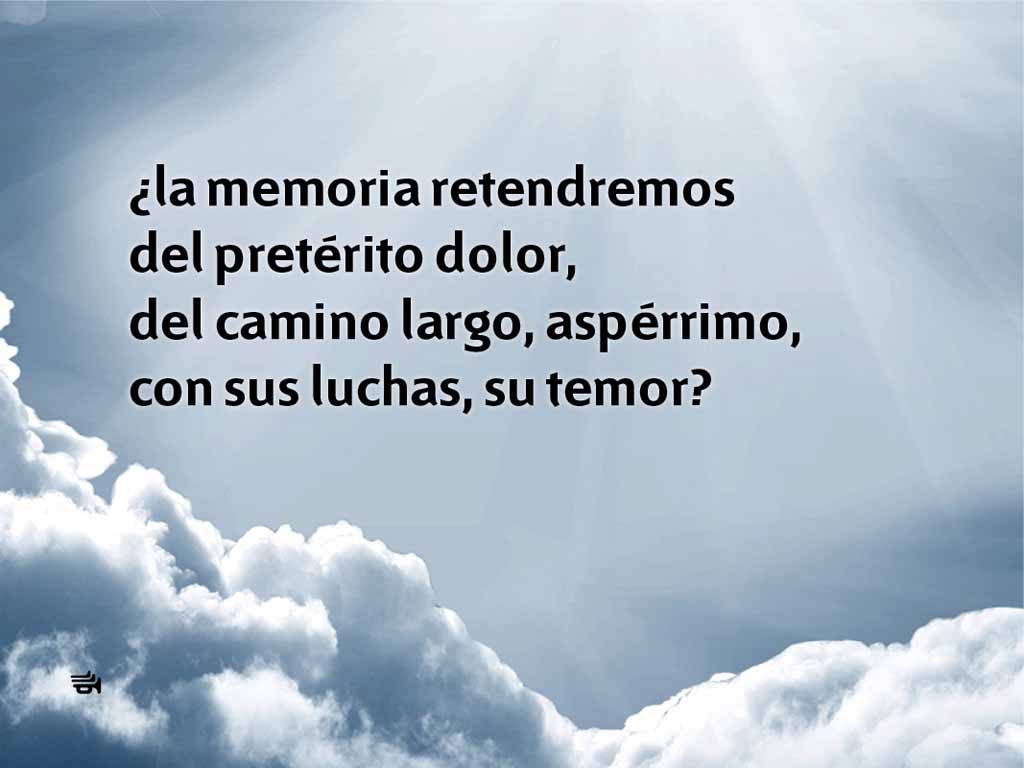 ¿la memoria retendremos
del pretérito dolor,
del camino largo, aspérrimo,
con sus luchas, su temor?